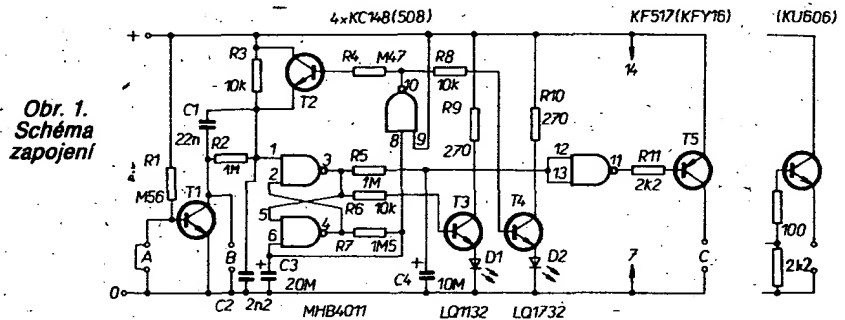 4xKC148(508)
KF517(KFY16)
(KU606)
Obr. 1.
Schéma
zapojení
+
R3
10k
T2
R4
M47
R8
10k
10
8
9
R9
270
R10
270
14
T5
C1
22n
R2
1M
R1
M56
T1
A
B
C2
2n2
1
2
3
5
6
4
R5
1M
R6
10k
R7
1M5
C3
+
20M
C4
+
10M
T3
T4
D1
D2
12
13
11
R11
2k2
7
C
100
2k2
0
MHB4011
LQ1132
LQ1732